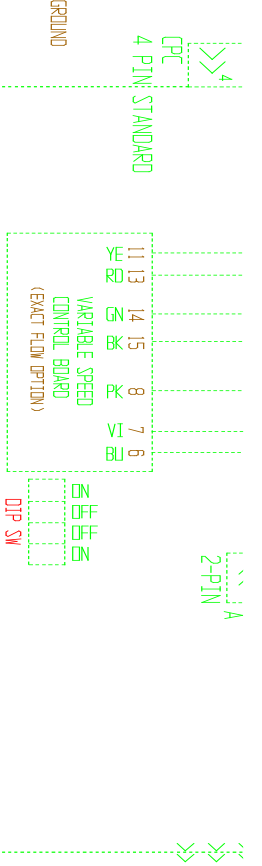 GROUND
CPC
4 PIN STANDARD
4
YE 11
RD 13
GN 14
BK 15
PK 8
VI 7
BU 6
VARIABLE SPEED
CONTROL BOARD
(EXACT FLOW OPTION)
ON
OFF
OFF
ON
DIP SW
2-PIN
A